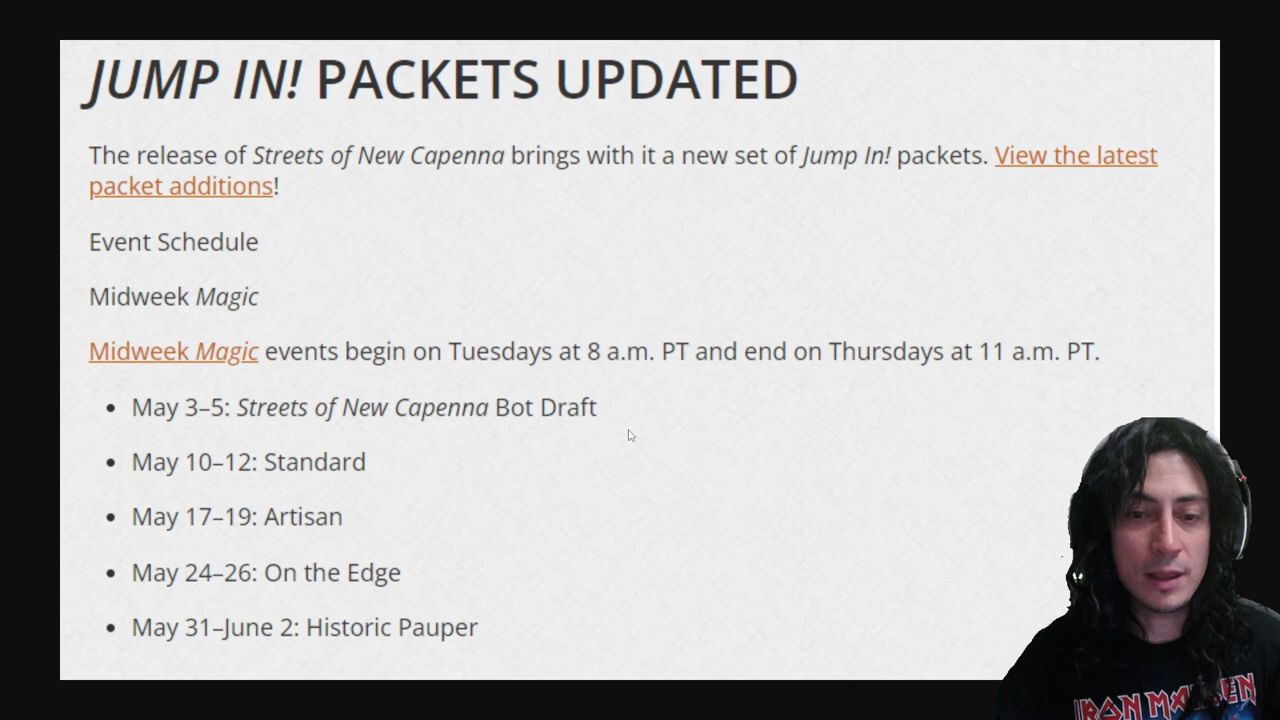 JUMP IN! PACKETS UPDATED
The release of Streets of New Capenna brings with it a new set of Jump In! packets. View the latest
packet additions!
Event Schedule
Midweek Magic
Midweek Magic events begin on Tuesdays at 8 a.m. PT and end on Thursdays at 11 a.m. PT.
• May 3–5: Streets of New Capenna Bot Draft
• May 10–12: Standard
• May 17–19: Artisan
• May 24–26: On the Edge
• May 31–June 2: Historic Pauper
IRON MAIDEN